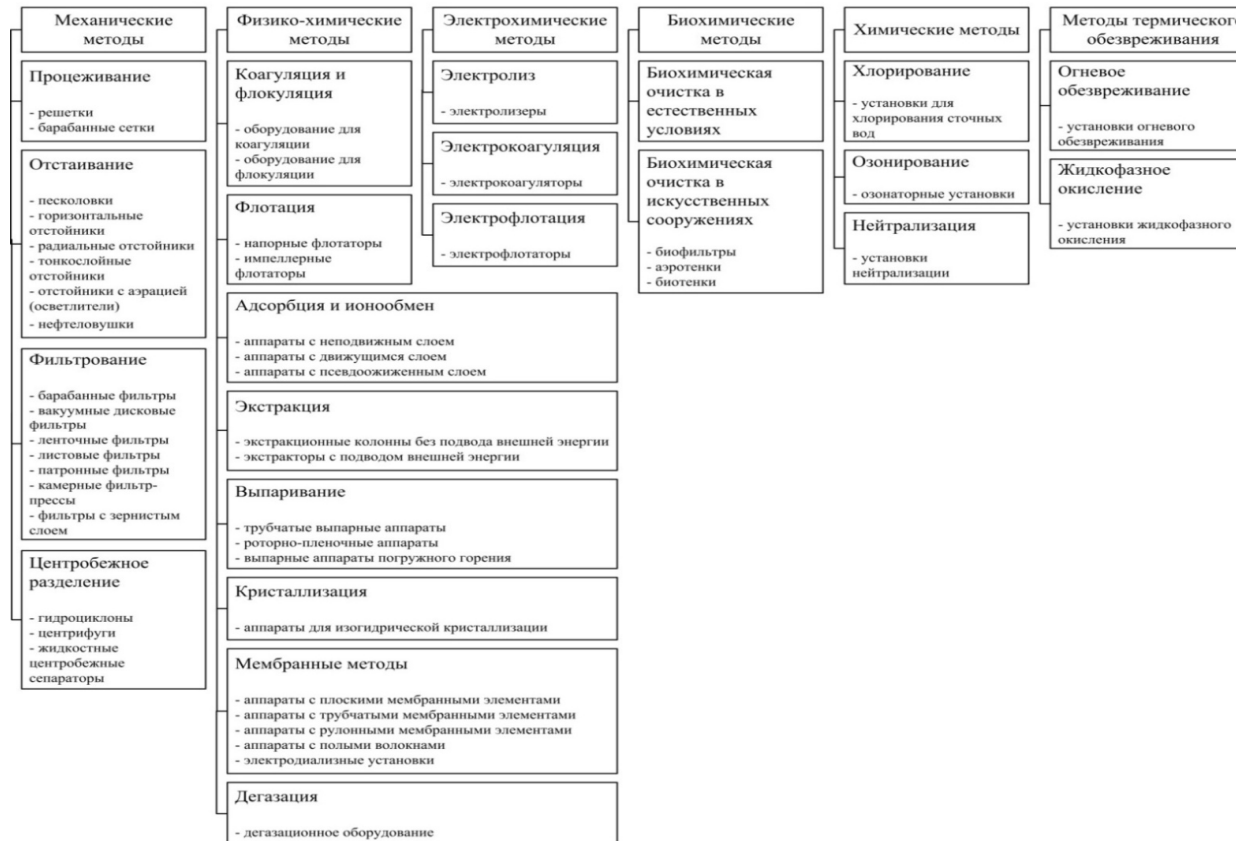 Механические
методы
Процеживание
- решетки
- барабанные сетки
Отстаивание
- песколовки
- горизонтальные
отстойники
- радиальные отстойники
- тонкослойные
отстойники
- отстойники с аэрацией
(осветлители)
- нефтеловушки
Фильтрование
- барабанные фильтры
- вакуумные дисковые
фильтры
- ленточные фильтры
- листовые фильтры
- патронные фильтры
- камерные фильтр-
прессы
- фильтры с зернистым
слоем
Центробежное
разделение
- гидроциклоны
- центрифуги
- жидкостные
центробежные
сепараторы
Физико-химические
методы
Коагуляция и
флокуляция
- оборудование для
коагуляции
- оборудование для
флокуляции
Флотация
- напорные флотаторы
- импеллерные
флотаторы
Адсорбция и ионообмен
- аппараты с неподвижным слоем
- аппараты с движущимся слоем
- аппараты с псевдоожиженным слоем
Экстракция
- экстракционные колонны без подвода внешней энергии
- экстракторы с подводом внешней энергии
Выпаривание
- трубчатые выпарные аппараты
- роторно-пленочные аппараты
- выпарные аппараты погружного горения
Кристаллизация
- аппараты для изогидрической кристаллизации
Мембранные методы
- аппараты с плоскими мембранными элементами
- аппараты с трубчатыми мембранными элементами
- аппараты с рулонными мембранными элементами
- аппараты с полыми волокнами
- электродиализные установки
Дегазация
- дегазационное оборудование
Электрохимические
методы
Электролиз
- электролизеры
Электрокоагуляция
- электрокоагуляторы
Электрофлотация
- электрофлотаторы
Биохимические
методы
Биохимическая
очистка в
естественных
условиях
Биохимическая
очистка в
искусственных
сооружениях
- биофильтры
- аэротенки
- биотенки
Химические методы
Хлорирование
- установки для
хлорирования сточных
вод
Озонирование
- озонаторные установки
Нейтрализация
- установки
нейтрализации
Методы термического
обезвреживания
Огневое
обезвреживание
- установки огневого
обезвреживания
Жидкофазное
окисление
- установки жидкофазного
окисления